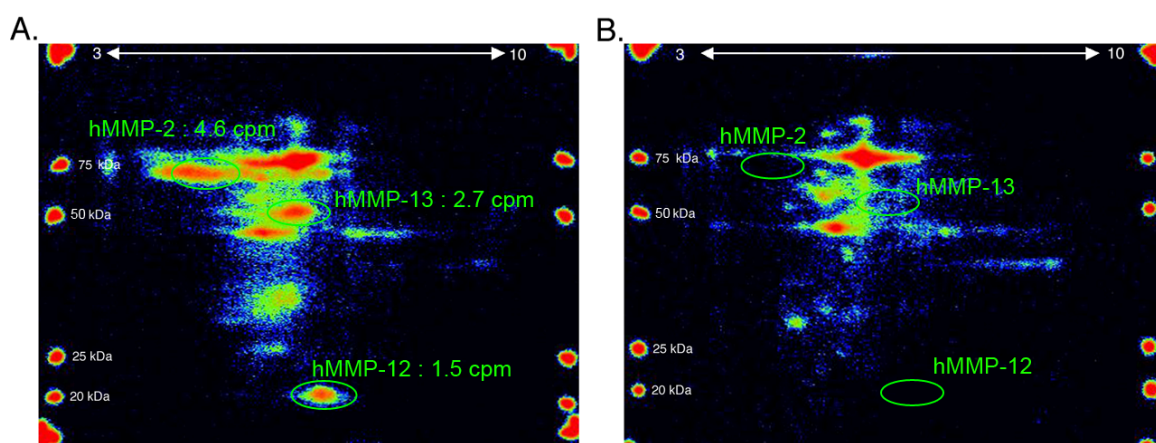 A.
3 10
hMMP-2 : 4.6 cpm
75 kDa
hMMP-13 : 2.7 cpm
50 kDa
25 kDa
hMMP-12 : 1.5 cpm
20 kDa
B.
3 10
hMMP-2
75 kDa
hMMP-13
50 kDa
25 kDa
hMMP-12
20 kDa